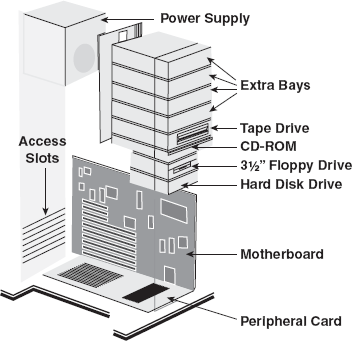 Power Supply
Extra Bays
Tape Drive
CD-ROM
3½” Floppy Drive
Hard Disk Drive
Access
Slots
Motherboard
Peripheral Card